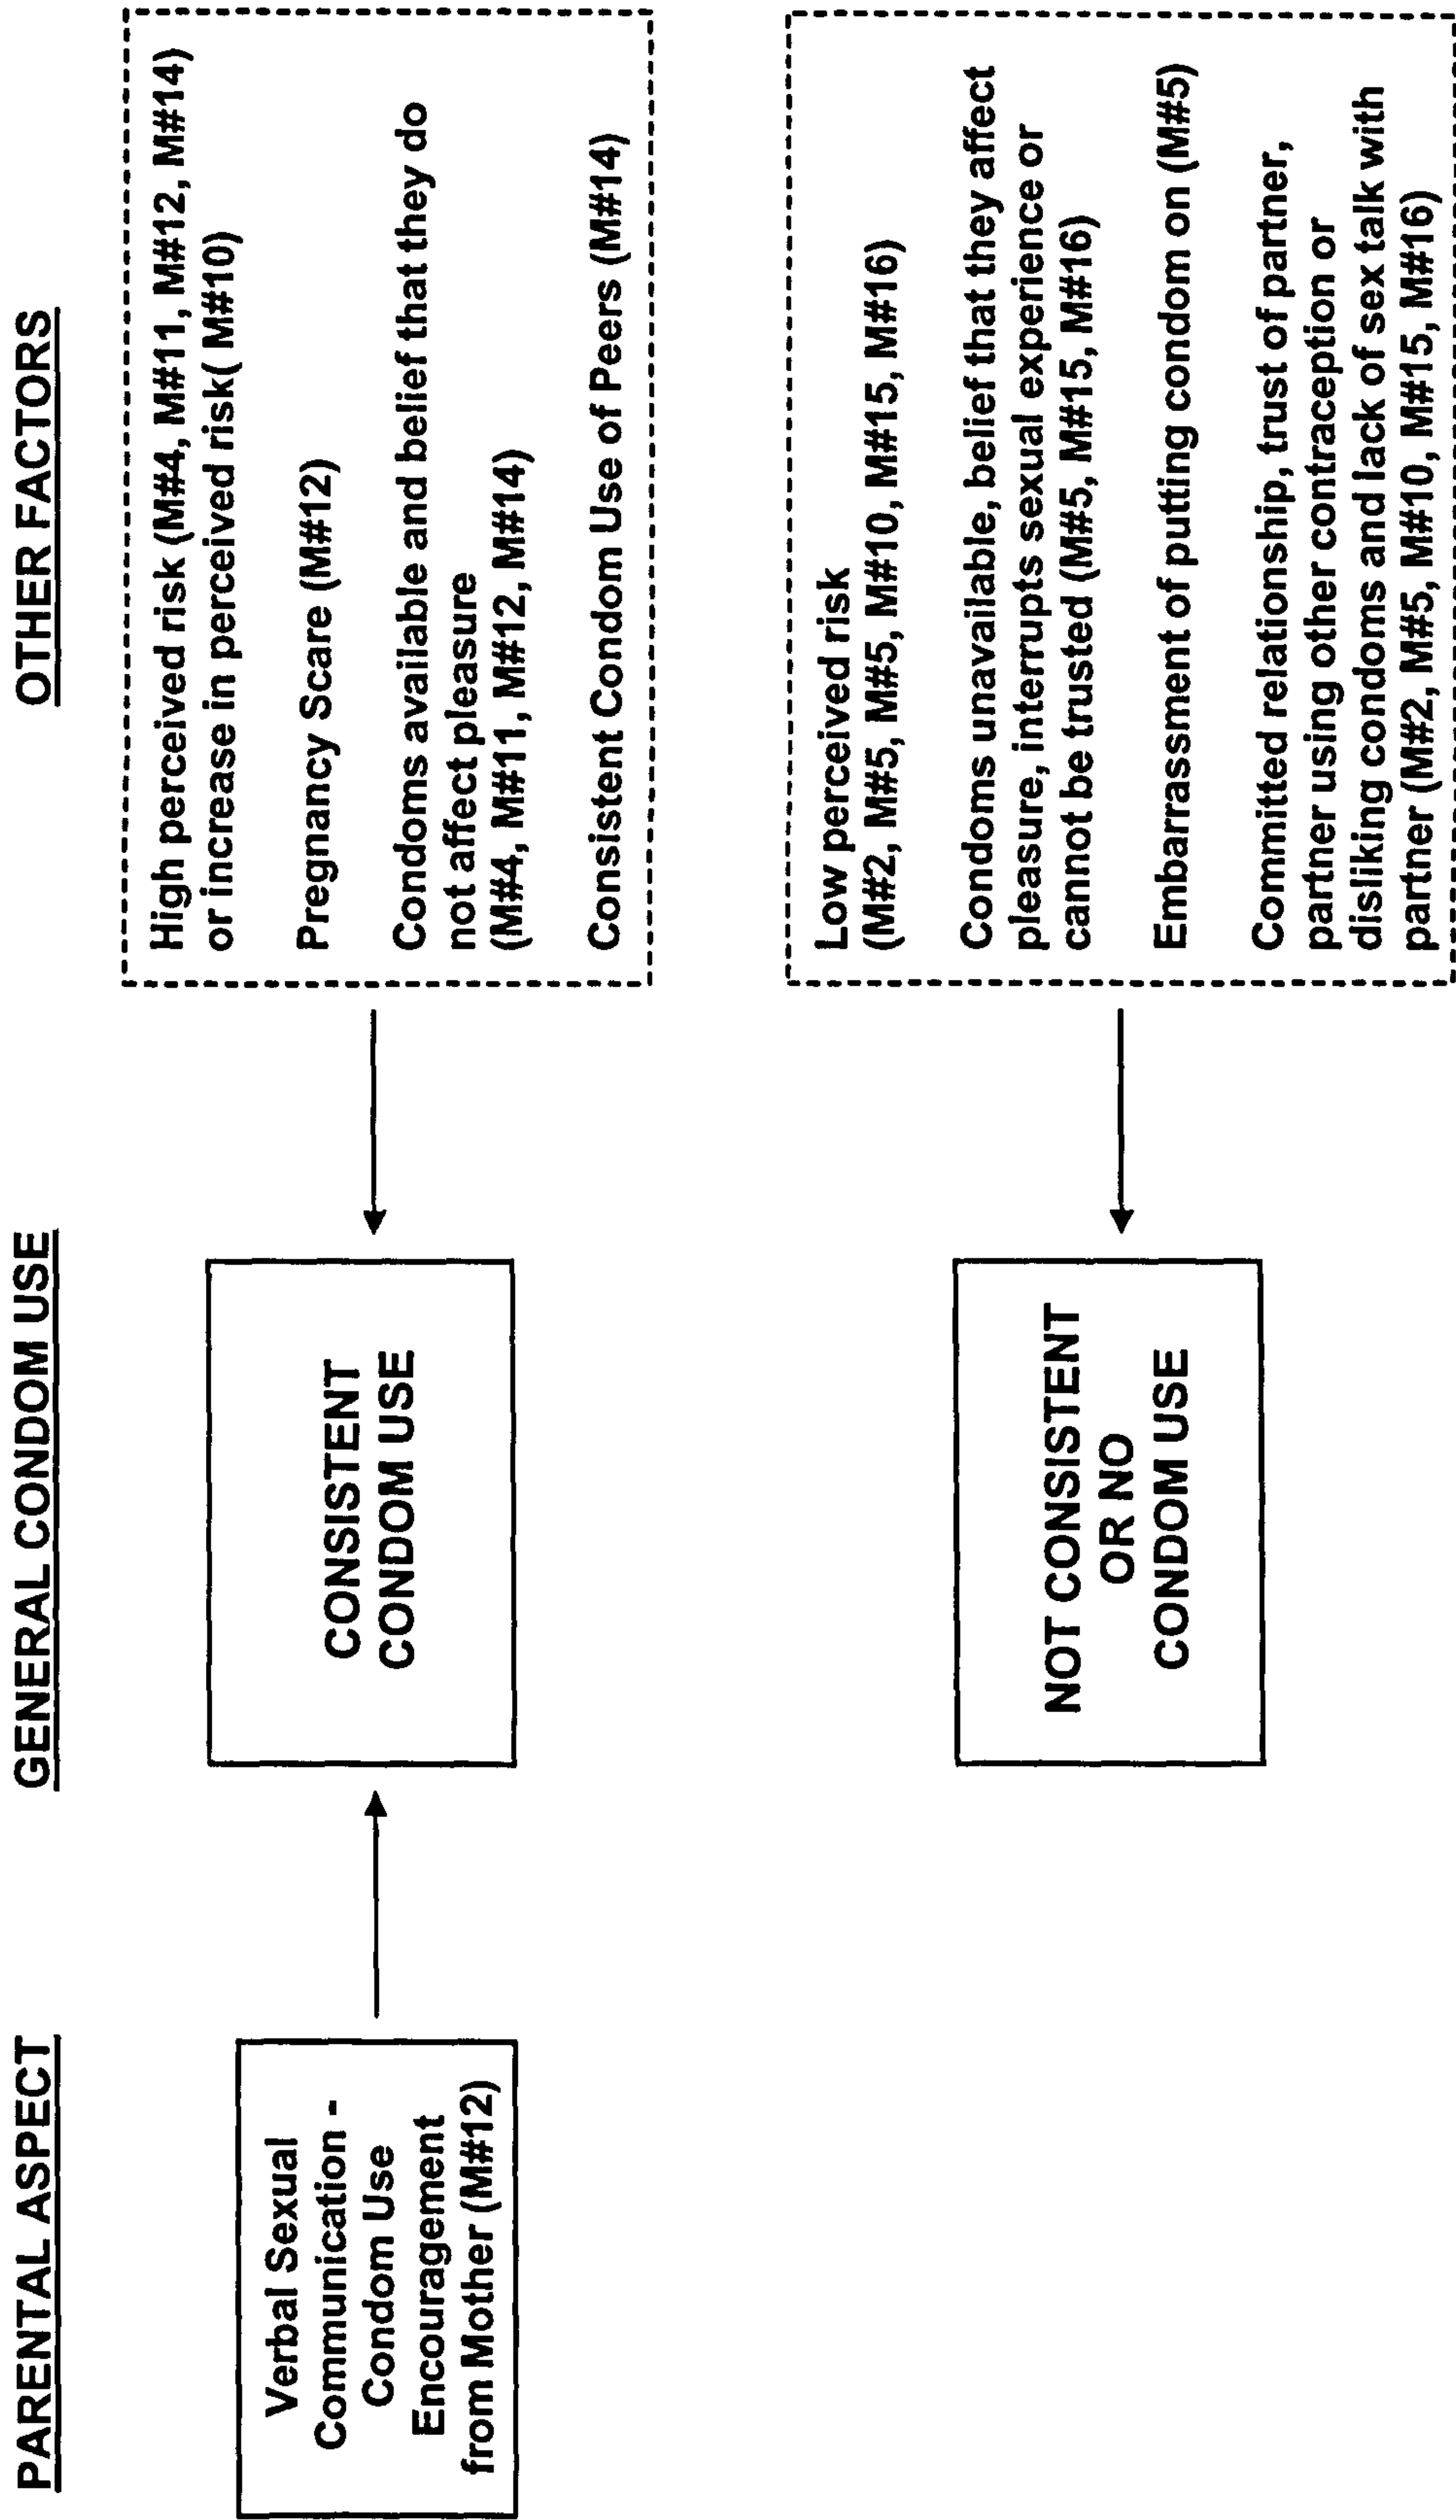 PARENTAL ASPECT
GENERAL CONDOM USE
OTHER FACTORS
Verbal Sexual
Communication -
Condom Use
Encouragement
from Mother (M#12)
CONSISTENT
CONDOM USE
High perceived risk (M#4, M#11, M#12, M#14)
or increase in perceived risk( M#10)
Pregnancy Scare (M#12)
Condoms available and belief that they do
not affect pleasure
(M#4, M#11, M#12, M#14)
Consistent Condom Use of Peers (M#14)
NOT CONSISTENT
OR NO
CONDOM USE
Low perceived risk
(M#2, M#5, M#5, M#10, M#15, M#16)
Condoms unavailable, belief that they affect
pleasure, interrupts sexual experience or
cannot be trusted (M#5, M#15, M#16)
Embarrassment of putting condom on (M#5)
Committed relationship, trust of partner,
partner using other contraception or
disliking condoms and lack of sex talk with
partner (M#2, M#5, M#10, M#15, M#16)